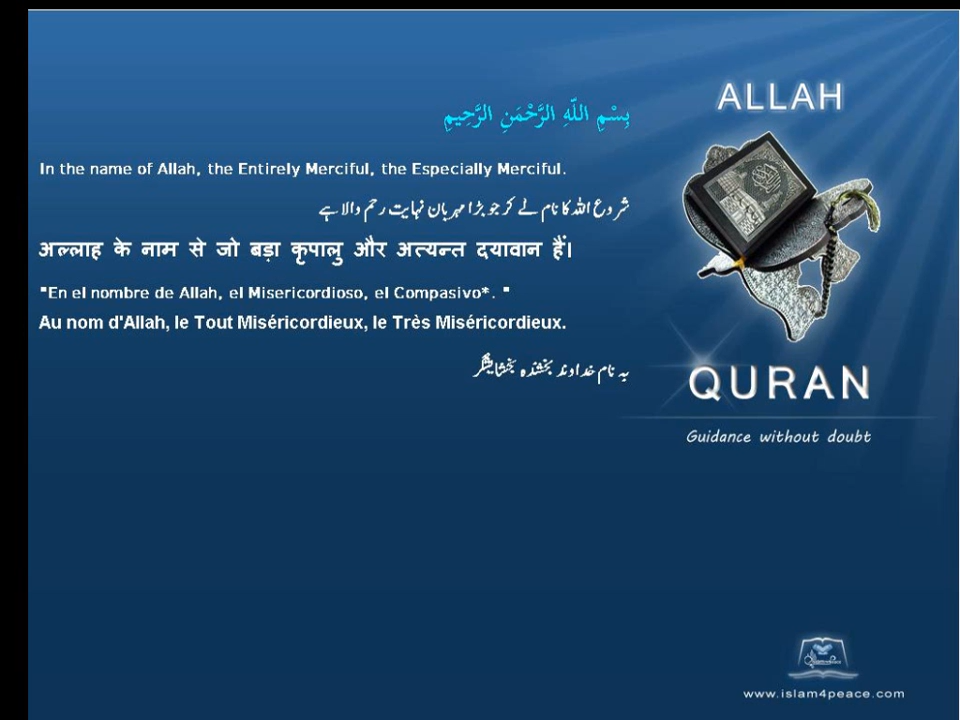 بِسْمِ اللّهِ الرَّحْمَنِ الرَّحِيمِ
In the name of Allah, the Entirely Merciful, the Especially Merciful.
شروع اللہ کا نام لے کر جو بڑا مہربان نہایت رحم والا ہے
अल्लाह के नाम से जो बड़ा कृपालु और अत्यन्त दयावान हैं।
"En el nombre de Allah, el Misericordioso, el Compasivo*. "
Au nom d'Allah, le Tout Miséricordieux, le Très Miséricordieux.
به نام خداوند بخشنده بخشایشگر
ALLAH
QURAN
Guidance without doubt
www.islam4peace.com